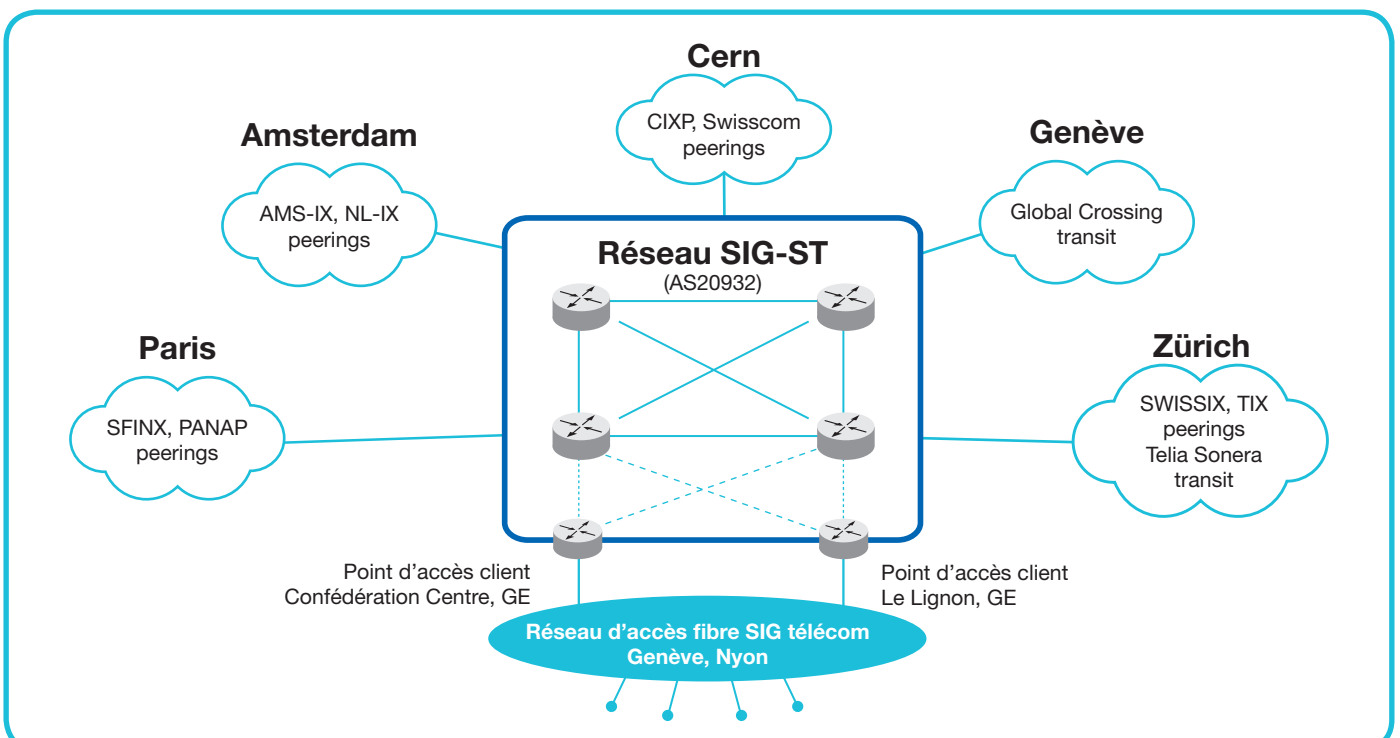 Cern
CIXP, Swisscom
peerings
Amsterdam
AMS-IX, NL-IX
peerings
Genève
Global Crossing
transit
Réseau SIG-ST
(AS20932)
Paris
SFINX, PANAP
peerings
Zürich
SWISSIX, TIX
peerings
Telia Sonera
transit
Point d’accès client
Confédération Centre, GE
Point d’accès client
Le Lignon, GE
Réseau d’accès fibre SIG télécom
Genève, Nyon